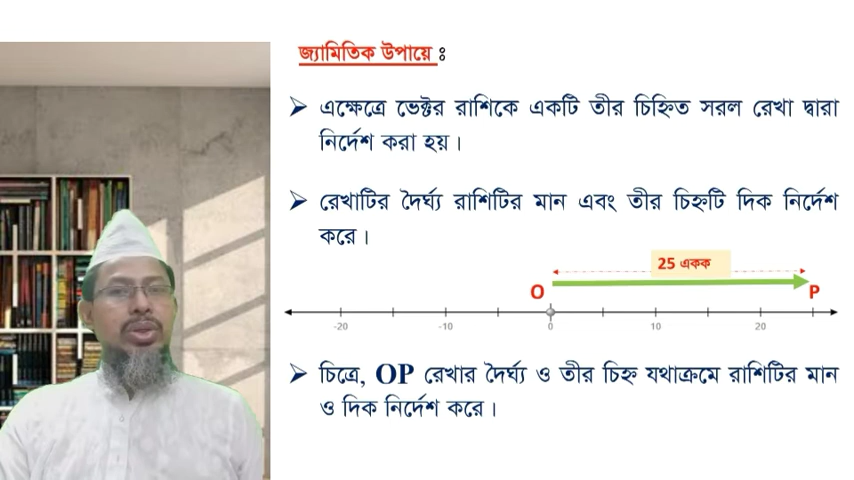 জ্যামিতিক উপায়ে ঃ
➢ এক্ষেত্রে ভেক্টর রাশিকে একটি তীর চিহ্নিত সরল রেখা দ্বারা
নির্দেশ করা হয়।
➢ রেখাটির দৈর্ঘ্য রাশিটির মান এবং তীর চিহ্নটি দিক নির্দেশ
করে।
25 একক
O P
-20 -10 0 10 20
➢ চিত্রে, OP রেখার দৈর্ঘ্য ও তীর চিহ্ন যথাক্রমে রাশিটির মান
ও দিক নির্দেশ করে।